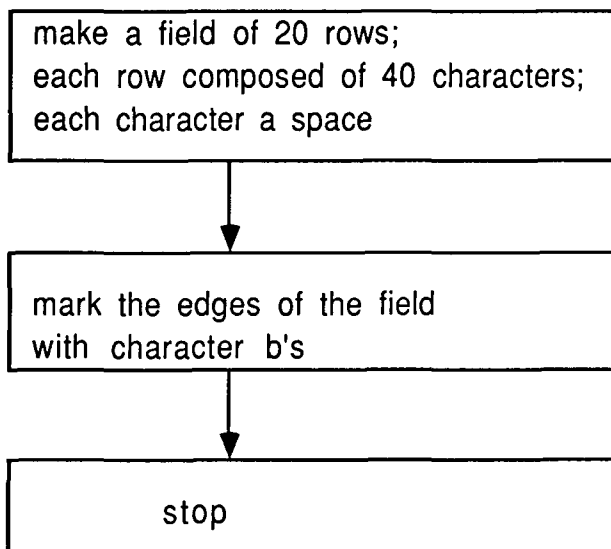 make a field of 20 rows;
each row composed of 40 characters;
each character a space
mark the edges of the field
with character b's
stop